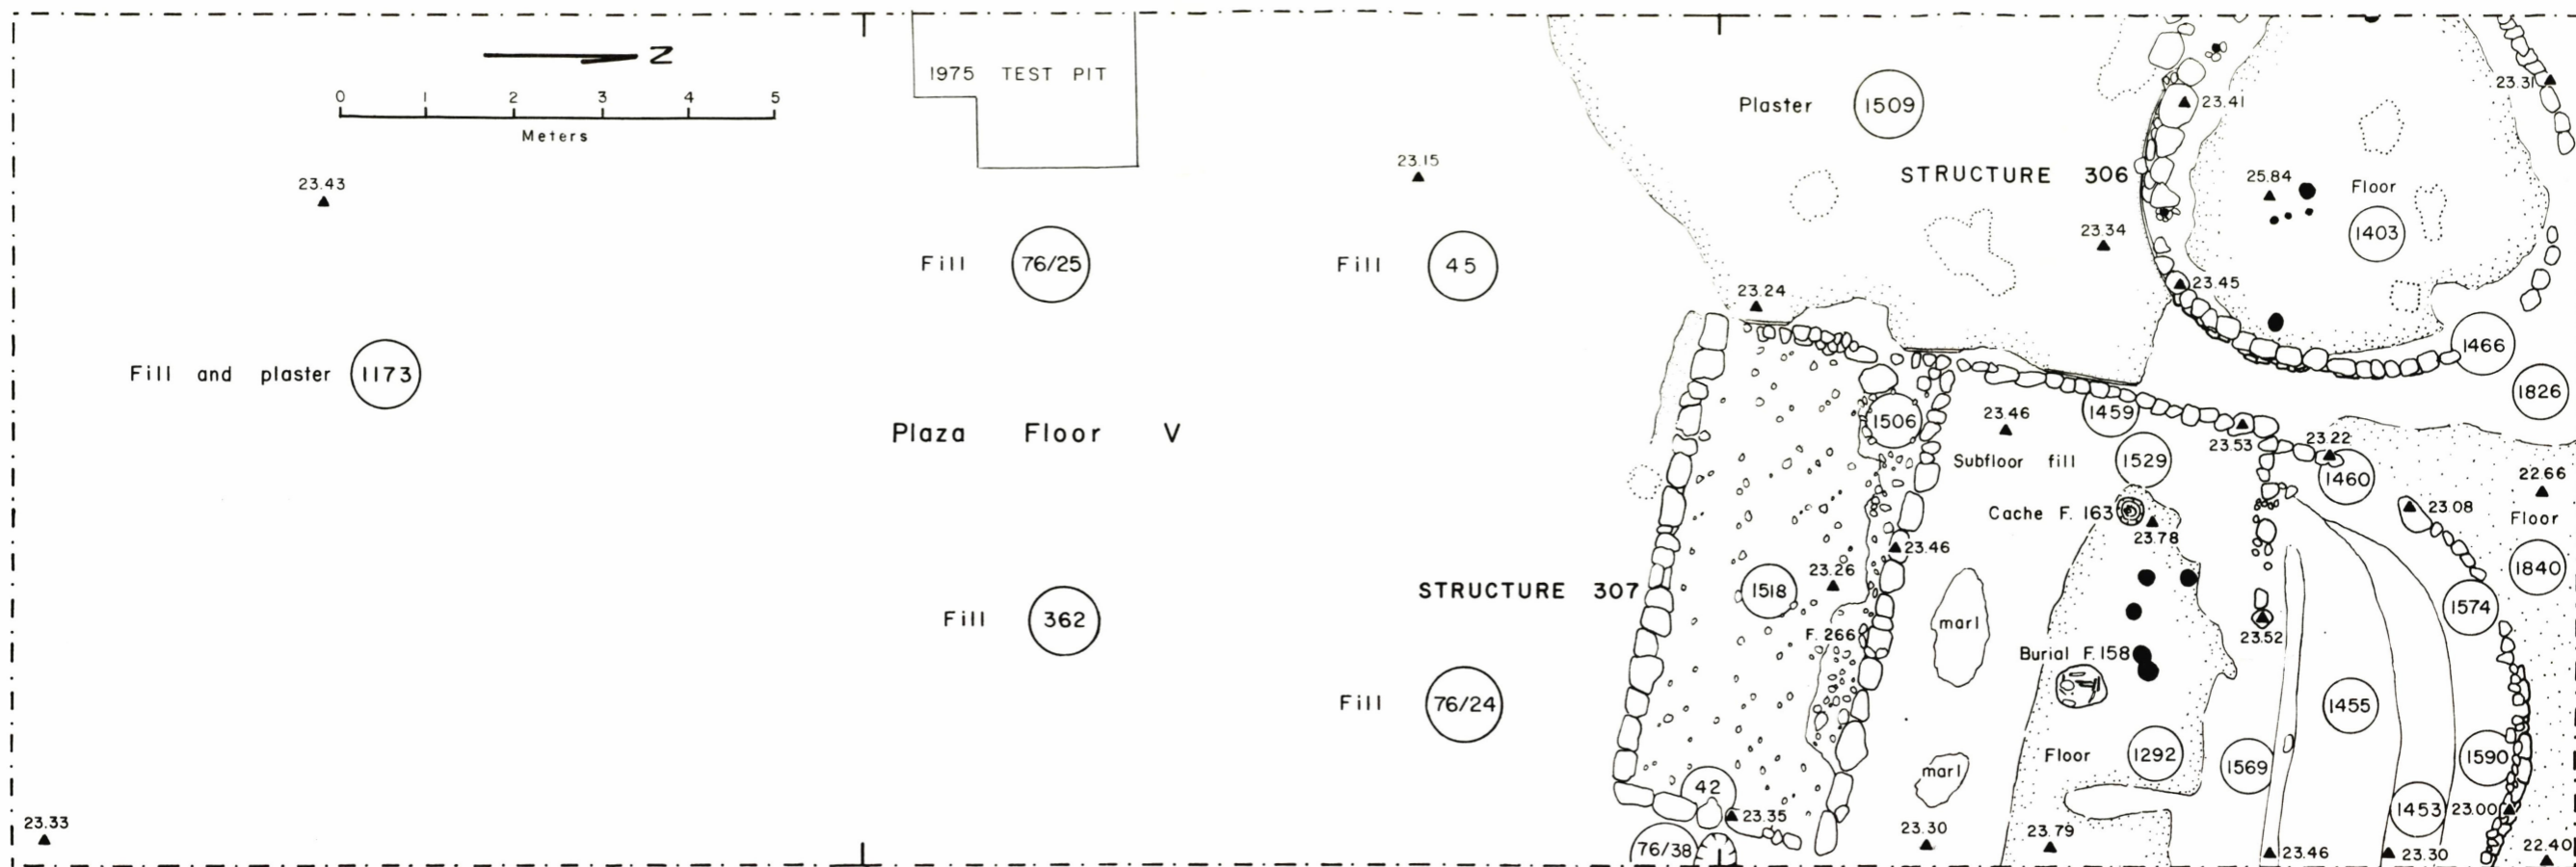 N
0 1 2 3 4 5
Meters
1975 TEST PIT
Plaster 1509
23.41
23.31
23.43
23.15
STRUCTURE 306
25.84
Floor
1403
23.34
Fill 76/25
Fill 45
23.45
23.24
1466
Fill and plaster 1173
1826
Plaza Floor V
1506
23.46
1459
23.53
23.22
Subfloor fill 1529
1460
22.66
Cache F. 163
23.08
Floor
23.78
23.46
1840
STRUCTURE 307
1518
23.26
1574
Fill 362
marl
F. 266
23.52
Burial F. 158
Fill 76/24
1455
Floor 1292
1569
1590
marl
42
23.35
1453
23.00
23.33
23.30
23.79
76/38
23.46
23.30
22.40